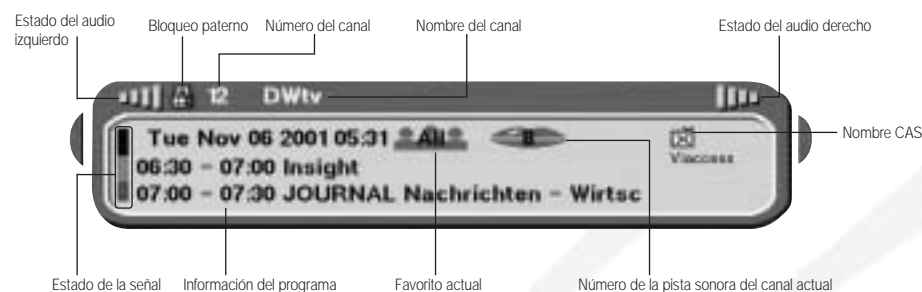 Estado del audio
izquierdo
Bloqueo paterno
Número del canal
Nombre del canal
Estado del audio derecho
12 DWtv
Tue Nov 06 2001 05:31 All 8
Nombre CAS
Viaccess
06:30 - 07:00 Insight
07:00 - 07:30 JOURNAL Nachrichten - Wirtsc
Estado de la señal
Información del programa
Favorito actual
Número de la pista sonora del canal actual